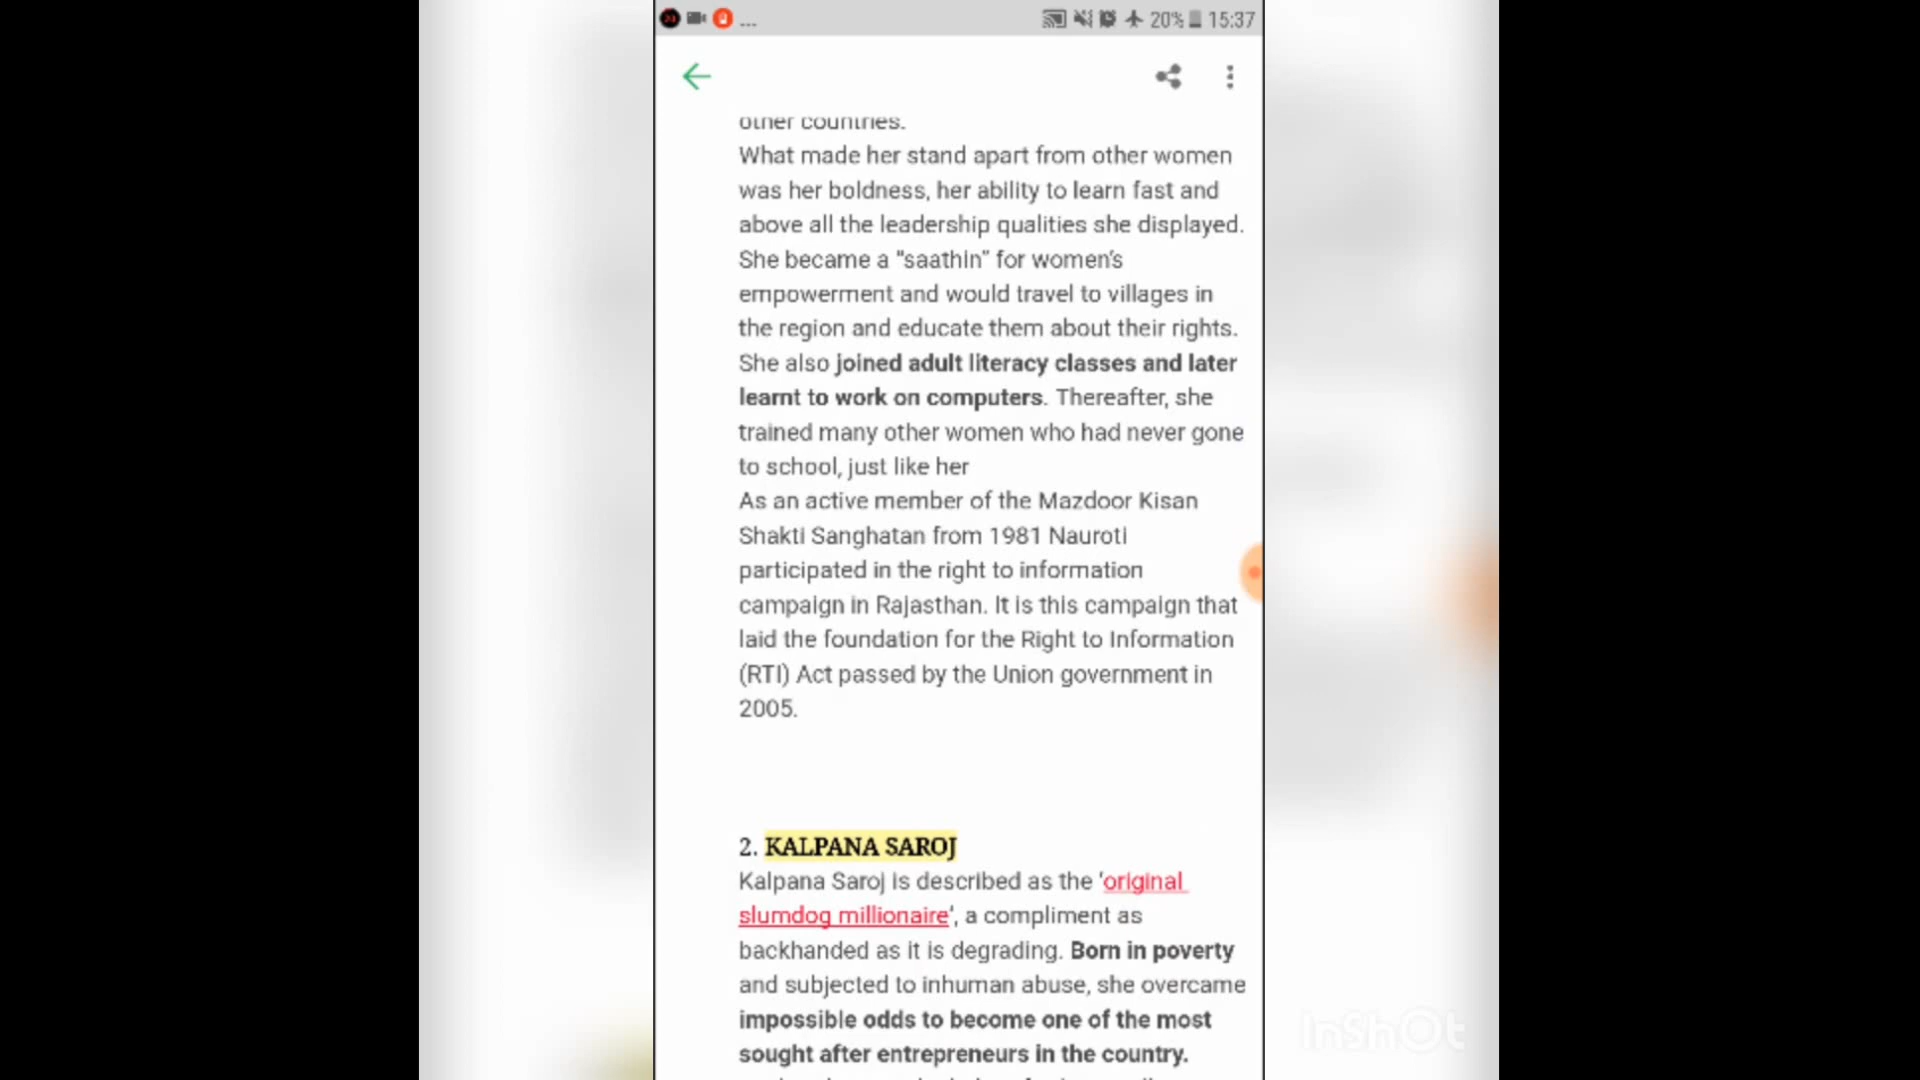 ... 20% 15:37
other countries.
What made her stand apart from other women
was her boldness, her ability to learn fast and
above all the leadership qualities she displayed.
She became a "saathin" for women's
empowerment and would travel to villages in
the region and educate them about their rights.
She also joined adult literacy classes and later
learnt to work on computers. Thereafter, she
trained many other women who had never gone
to school, just like her
As an active member of the Mazdoor Kisan
Shakti Sanghatan from 1981 Nauroti
participated in the right to information
campaign in Rajasthan. It is this campaign that
laid the foundation for the Right to Information
(RTI) Act passed by the Union government in
2005.
2. KALPANA SAROJ
Kalpana Saroj is described as the 'original
slumdog millionaire', a compliment as
backhanded as it is degrading. Born in poverty
and subjected to inhuman abuse, she overcame
impossible odds to become one of the most
sought after entrepreneurs in the country.
InShOt